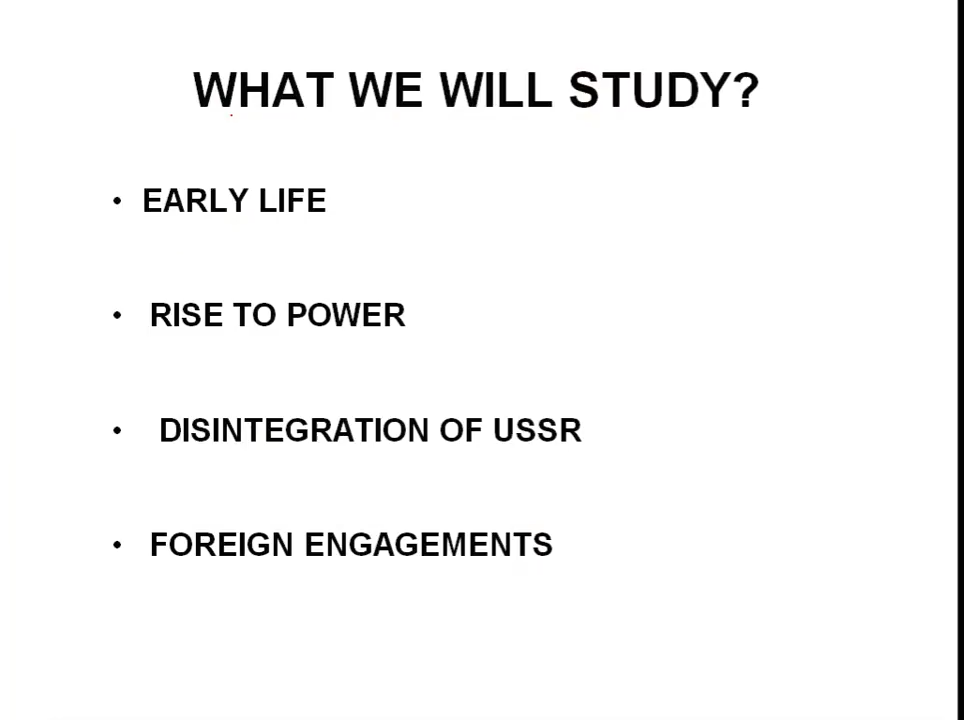 WHAT WE WILL STUDY?
• EARLY LIFE
• RISE TO POWER
• DISINTEGRATION OF USSR
• FOREIGN ENGAGEMENTS